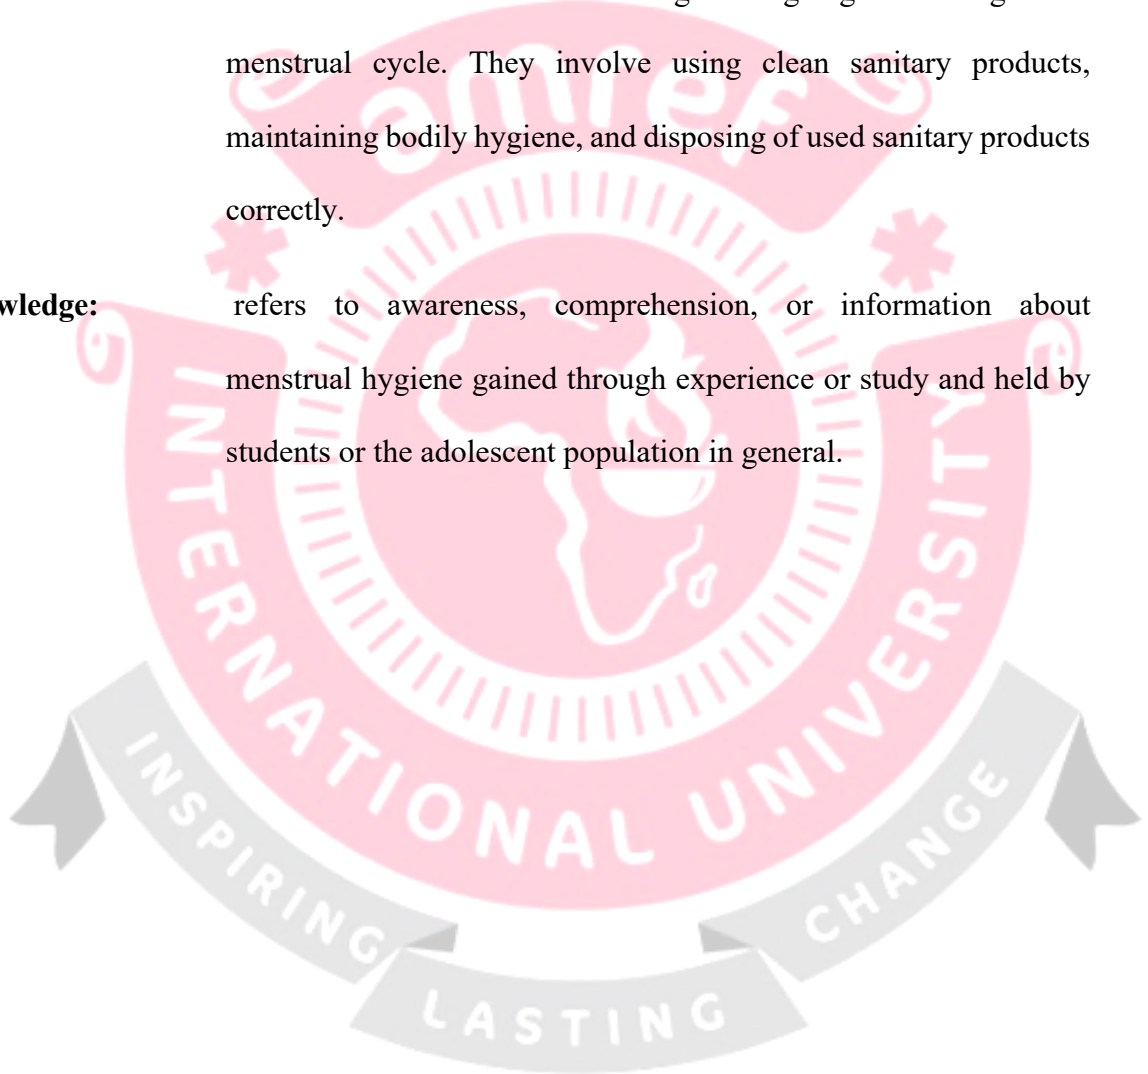 menstrual cycle. They involve using clean sanitary products,
maintaining bodily hygiene, and disposing of used sanitary products
correctly.
wledge: refers to awareness, comprehension, or information about
menstrual hygiene gained through experience or study and held by
students or the adolescent population in general.
amref
INTERNATIONAL UNIVERSITY
INSPIRING
LASTING
CHANGE